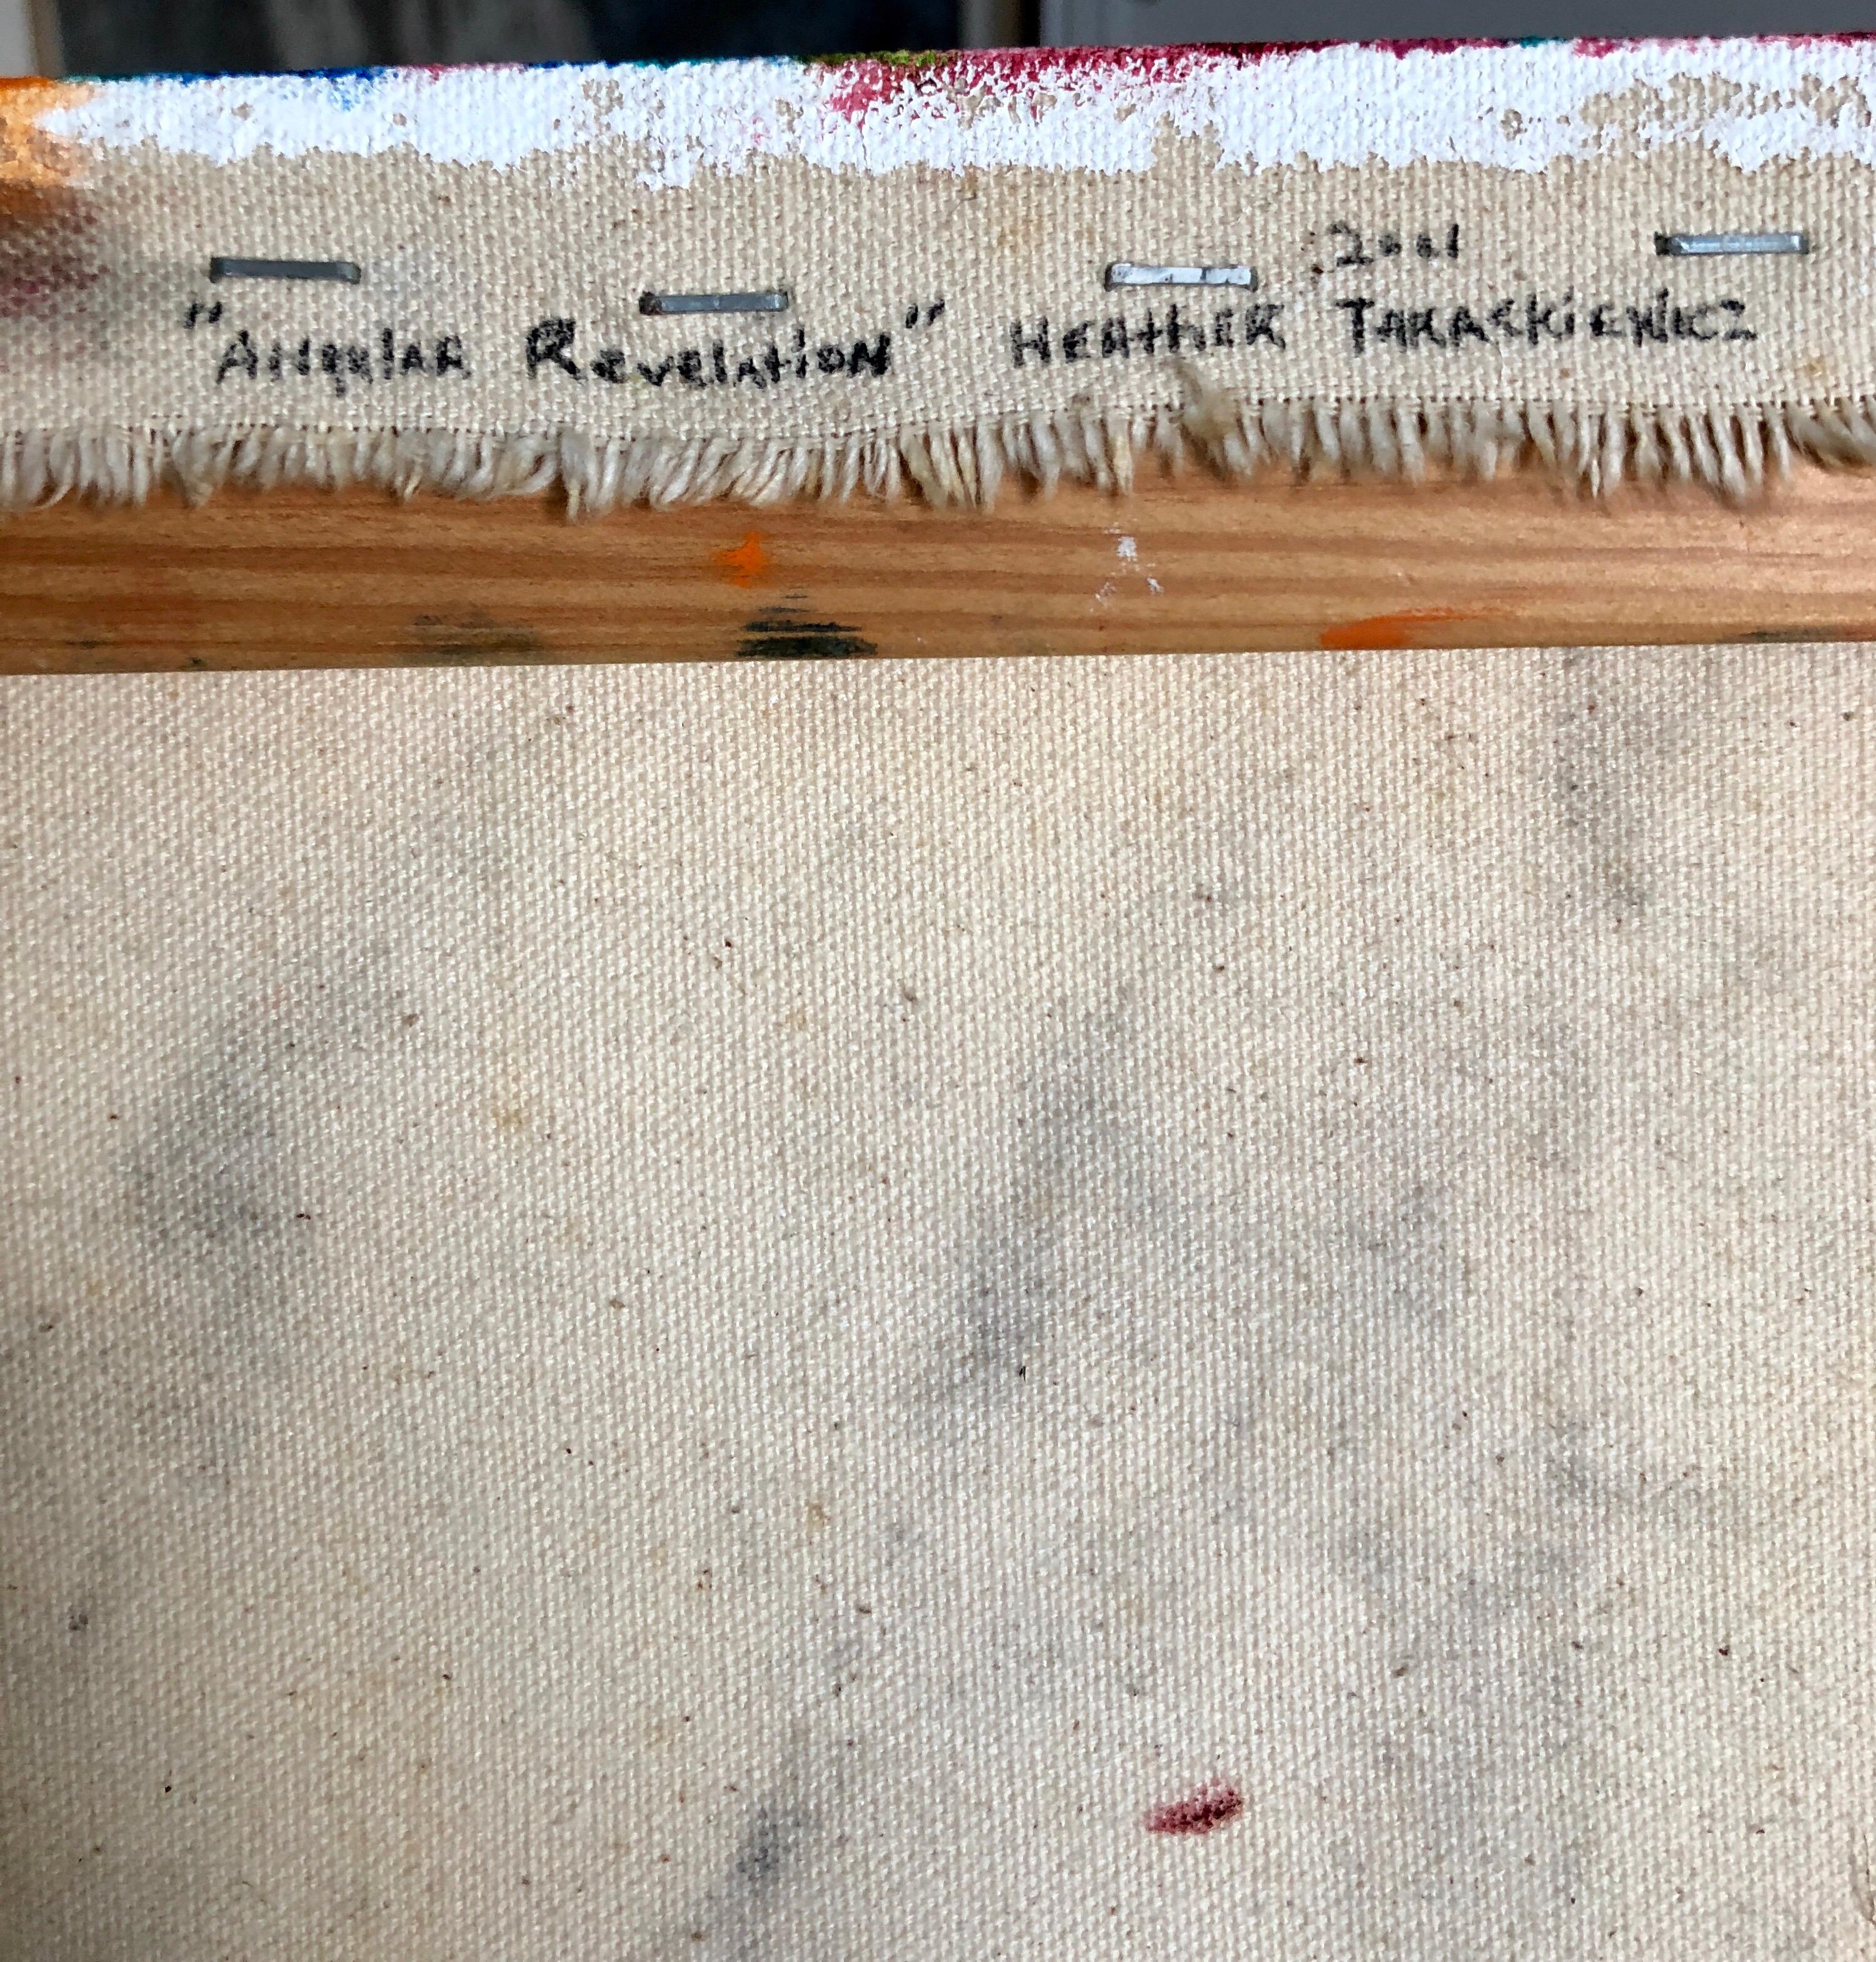 2001
"Angular Revelation" Heather Taraskiewicz